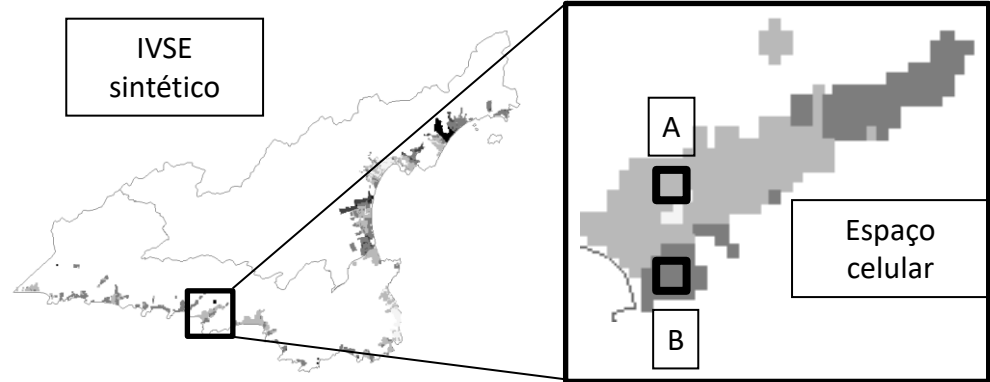 IVSE
sintético
A
B
Espaço
celular